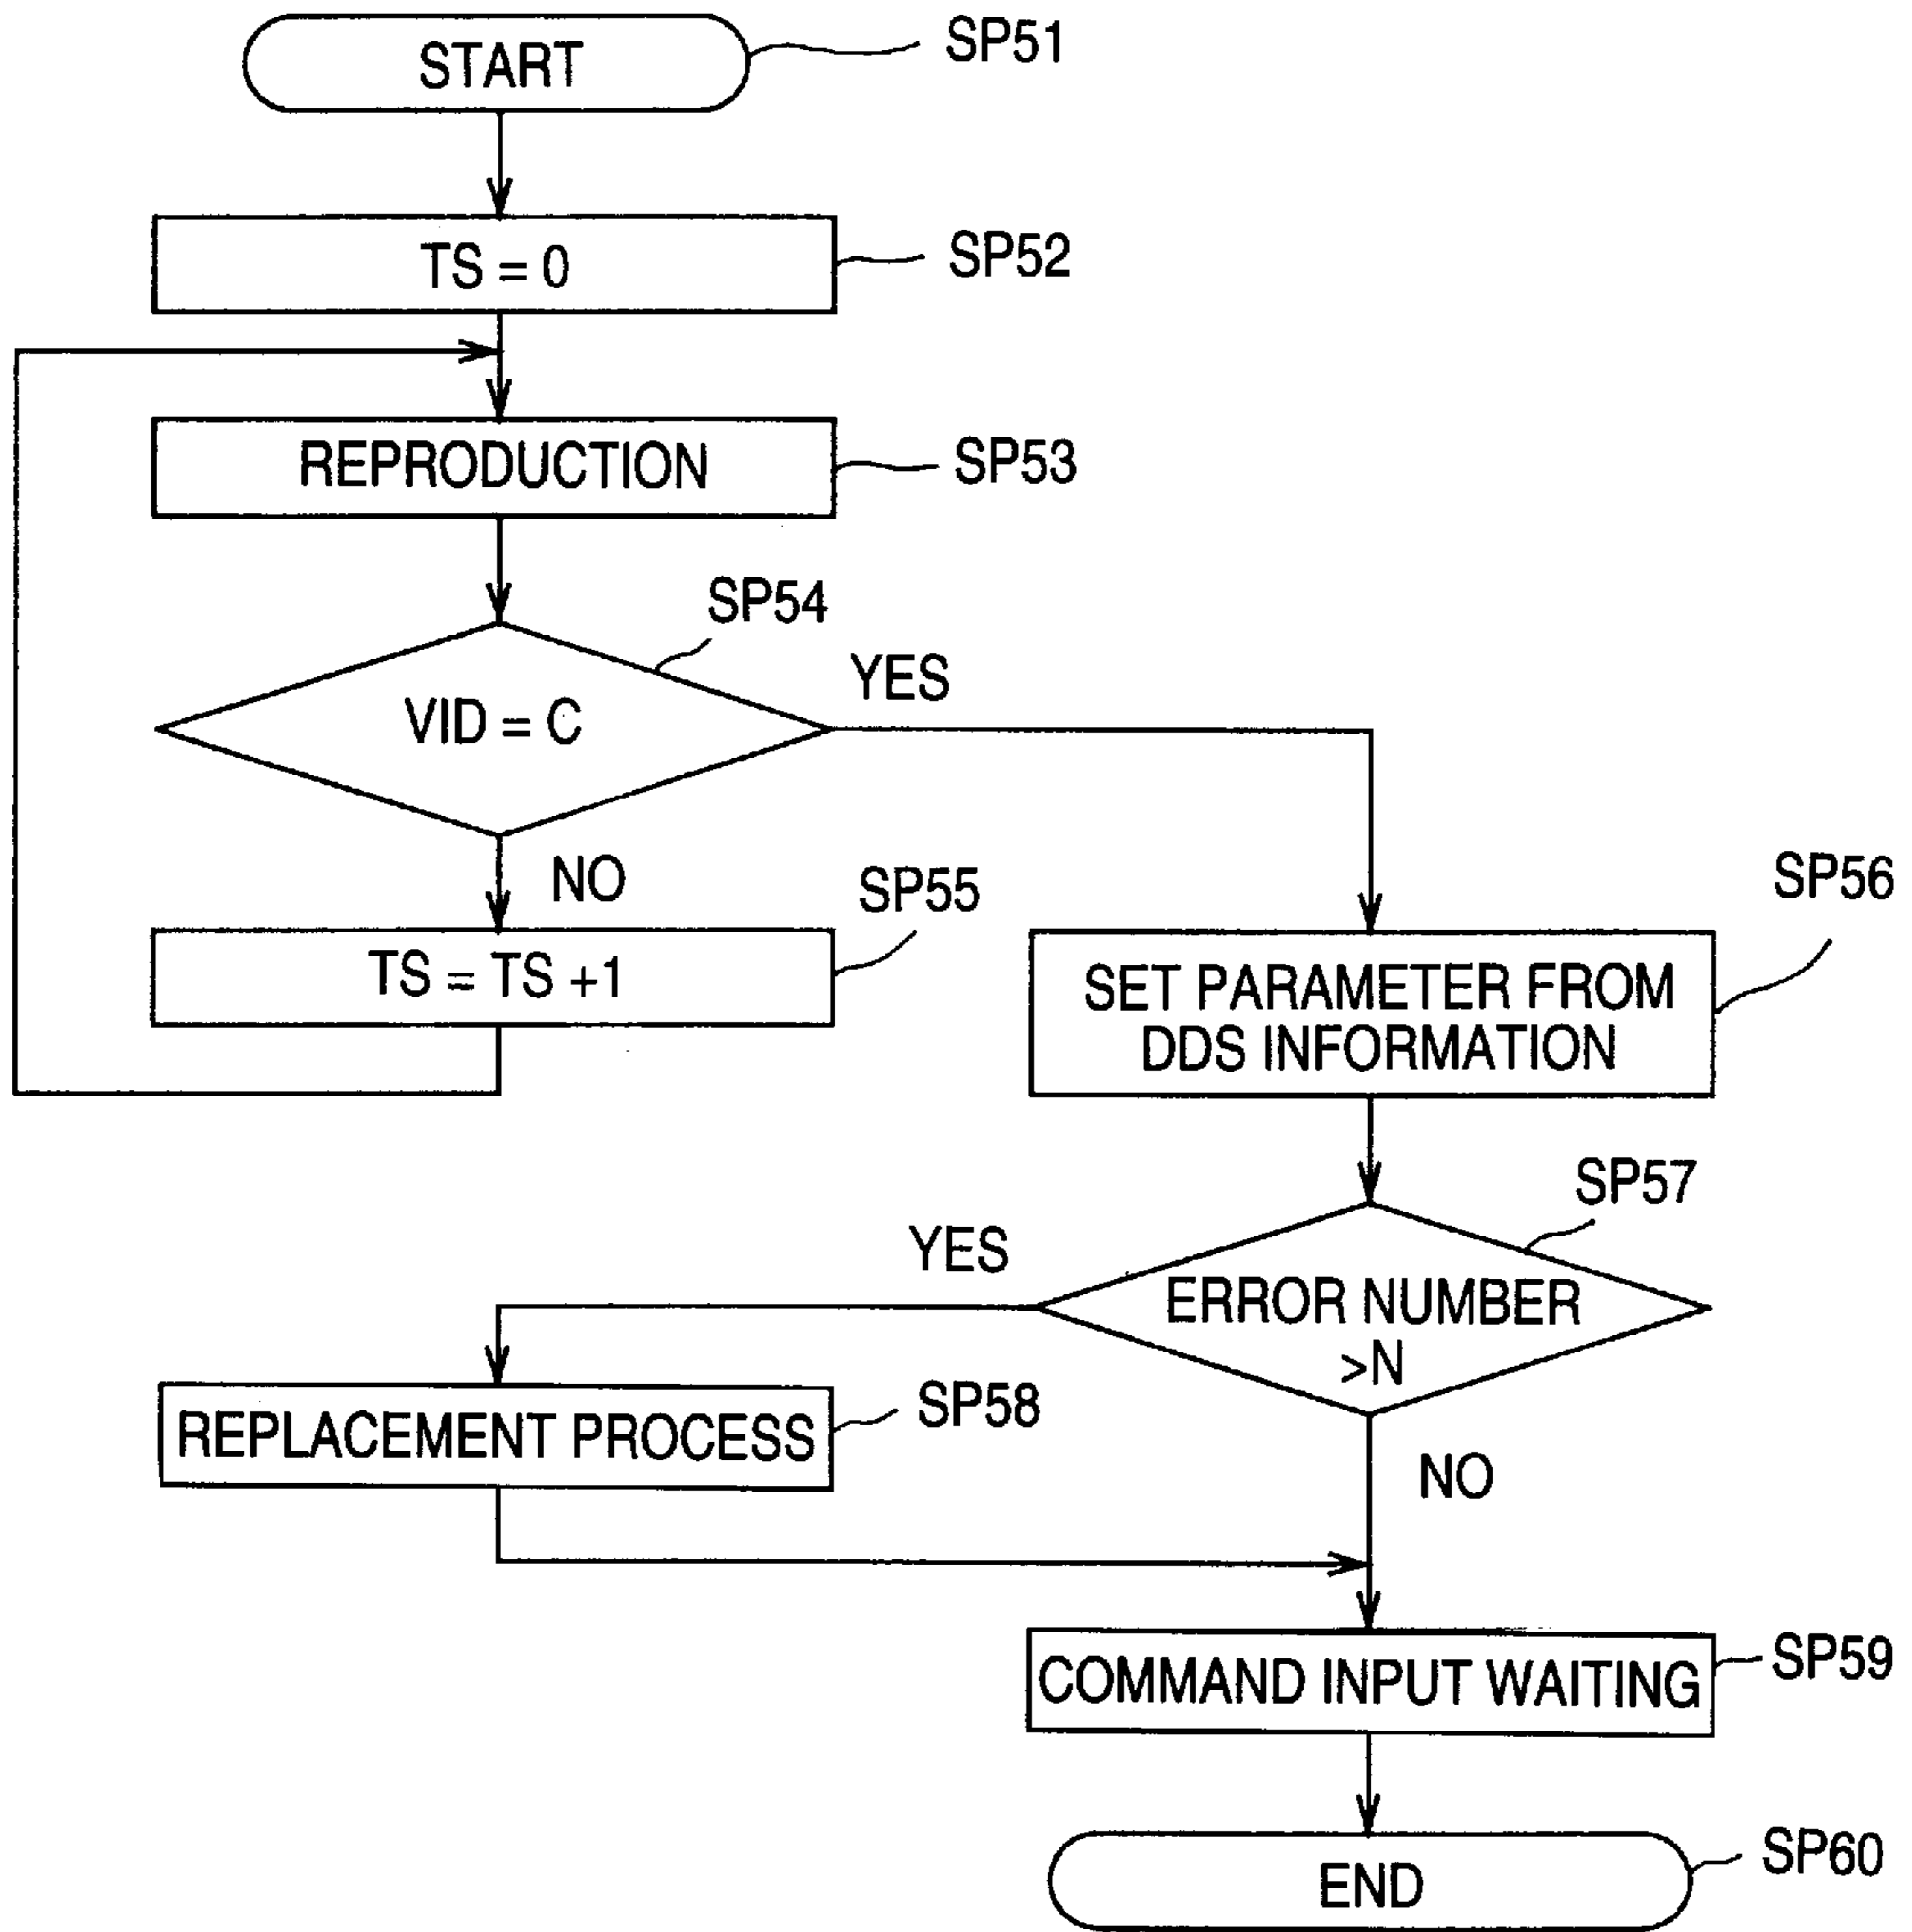 START
SP51
TS = 0
SP52
REPRODUCTION
SP53
SP54
VID = C
YES
NO
SP55
TS = TS +1
SP56
SET PARAMETER FROM
DDS INFORMATION
SP57
YES
ERROR NUMBER
>N
REPLACEMENT PROCESS
SP58
NO
COMMAND INPUT WAITING
SP59
END
SP60